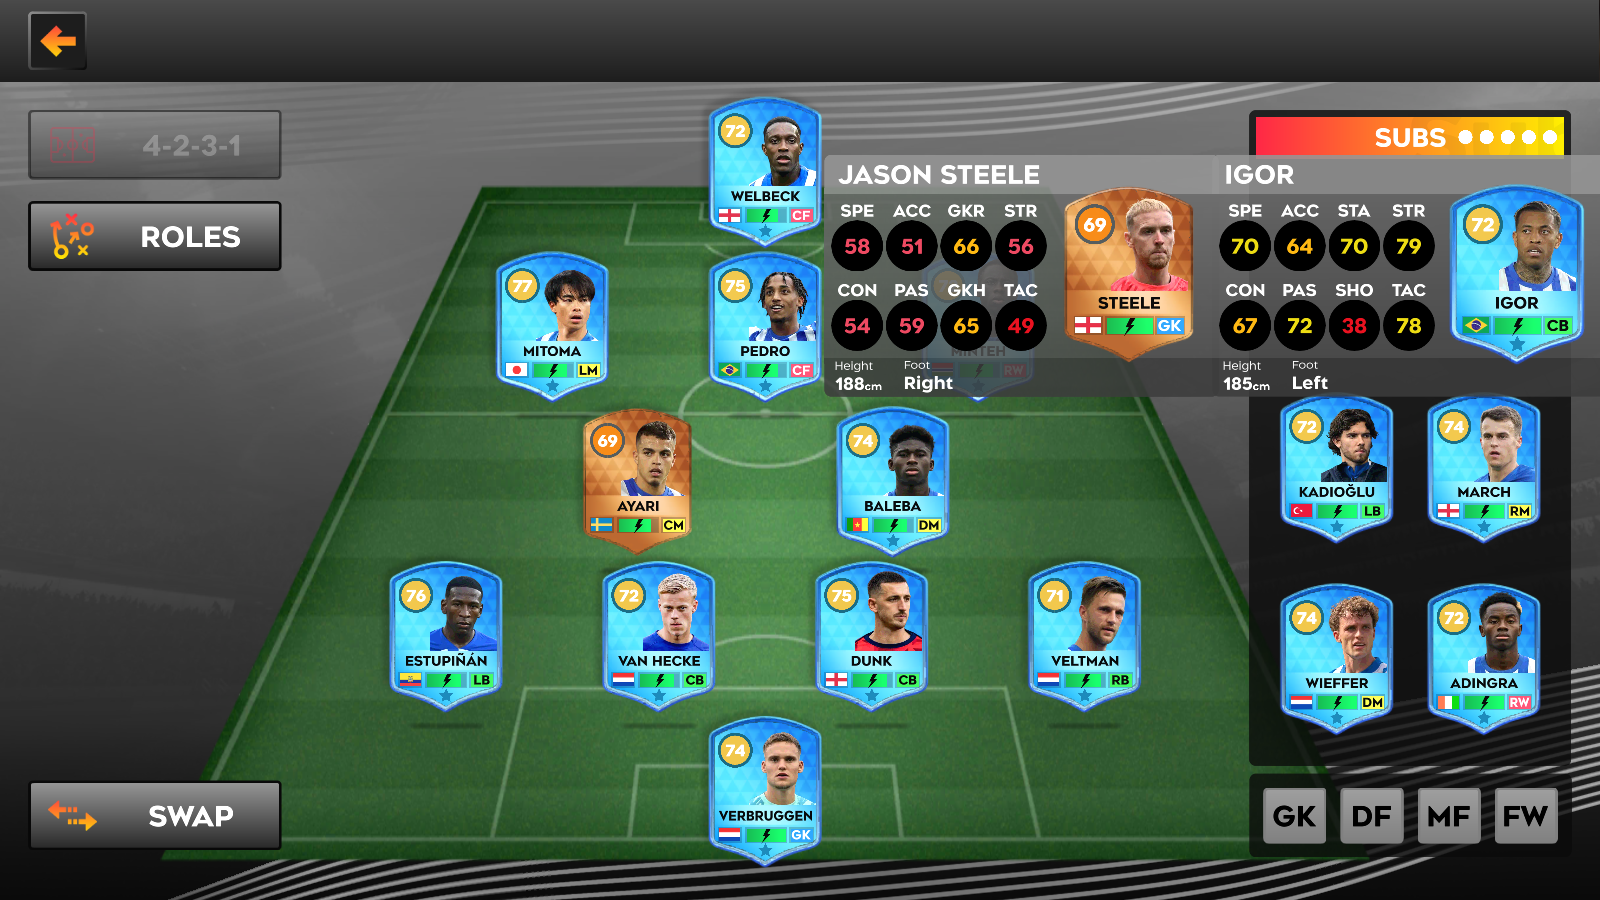 4-2-3-1
ROLES
SWAP
72
WELBECK
CF
77
MITOMA
LM
75
PEDRO
CF
MINTEH
RW
69
AYARI
CM
74
BALEBA
DM
76
ESTUPIÑÁN
LB
72
VAN HECKE
CB
75
DUNK
CB
71
VELTMAN
RB
74
VERBRUGGEN
GK
SUBS
JASON STEELE
SPE ACC GKR STR
58 51 66 56
CON PAS GKH TAC
54 59 65 49
Height Foot
188cm Right
69
STEELE
GK
IGOR
SPE ACC STA STR
70 64 70 79
CON PAS SHO TAC
67 72 38 78
Height Foot
185cm Left
72
IGOR
CB
72
KADIOĞLU
LB
74
MARCH
RM
74
WIEFFER
DM
72
ADINGRA
RW
GK DF MF FW